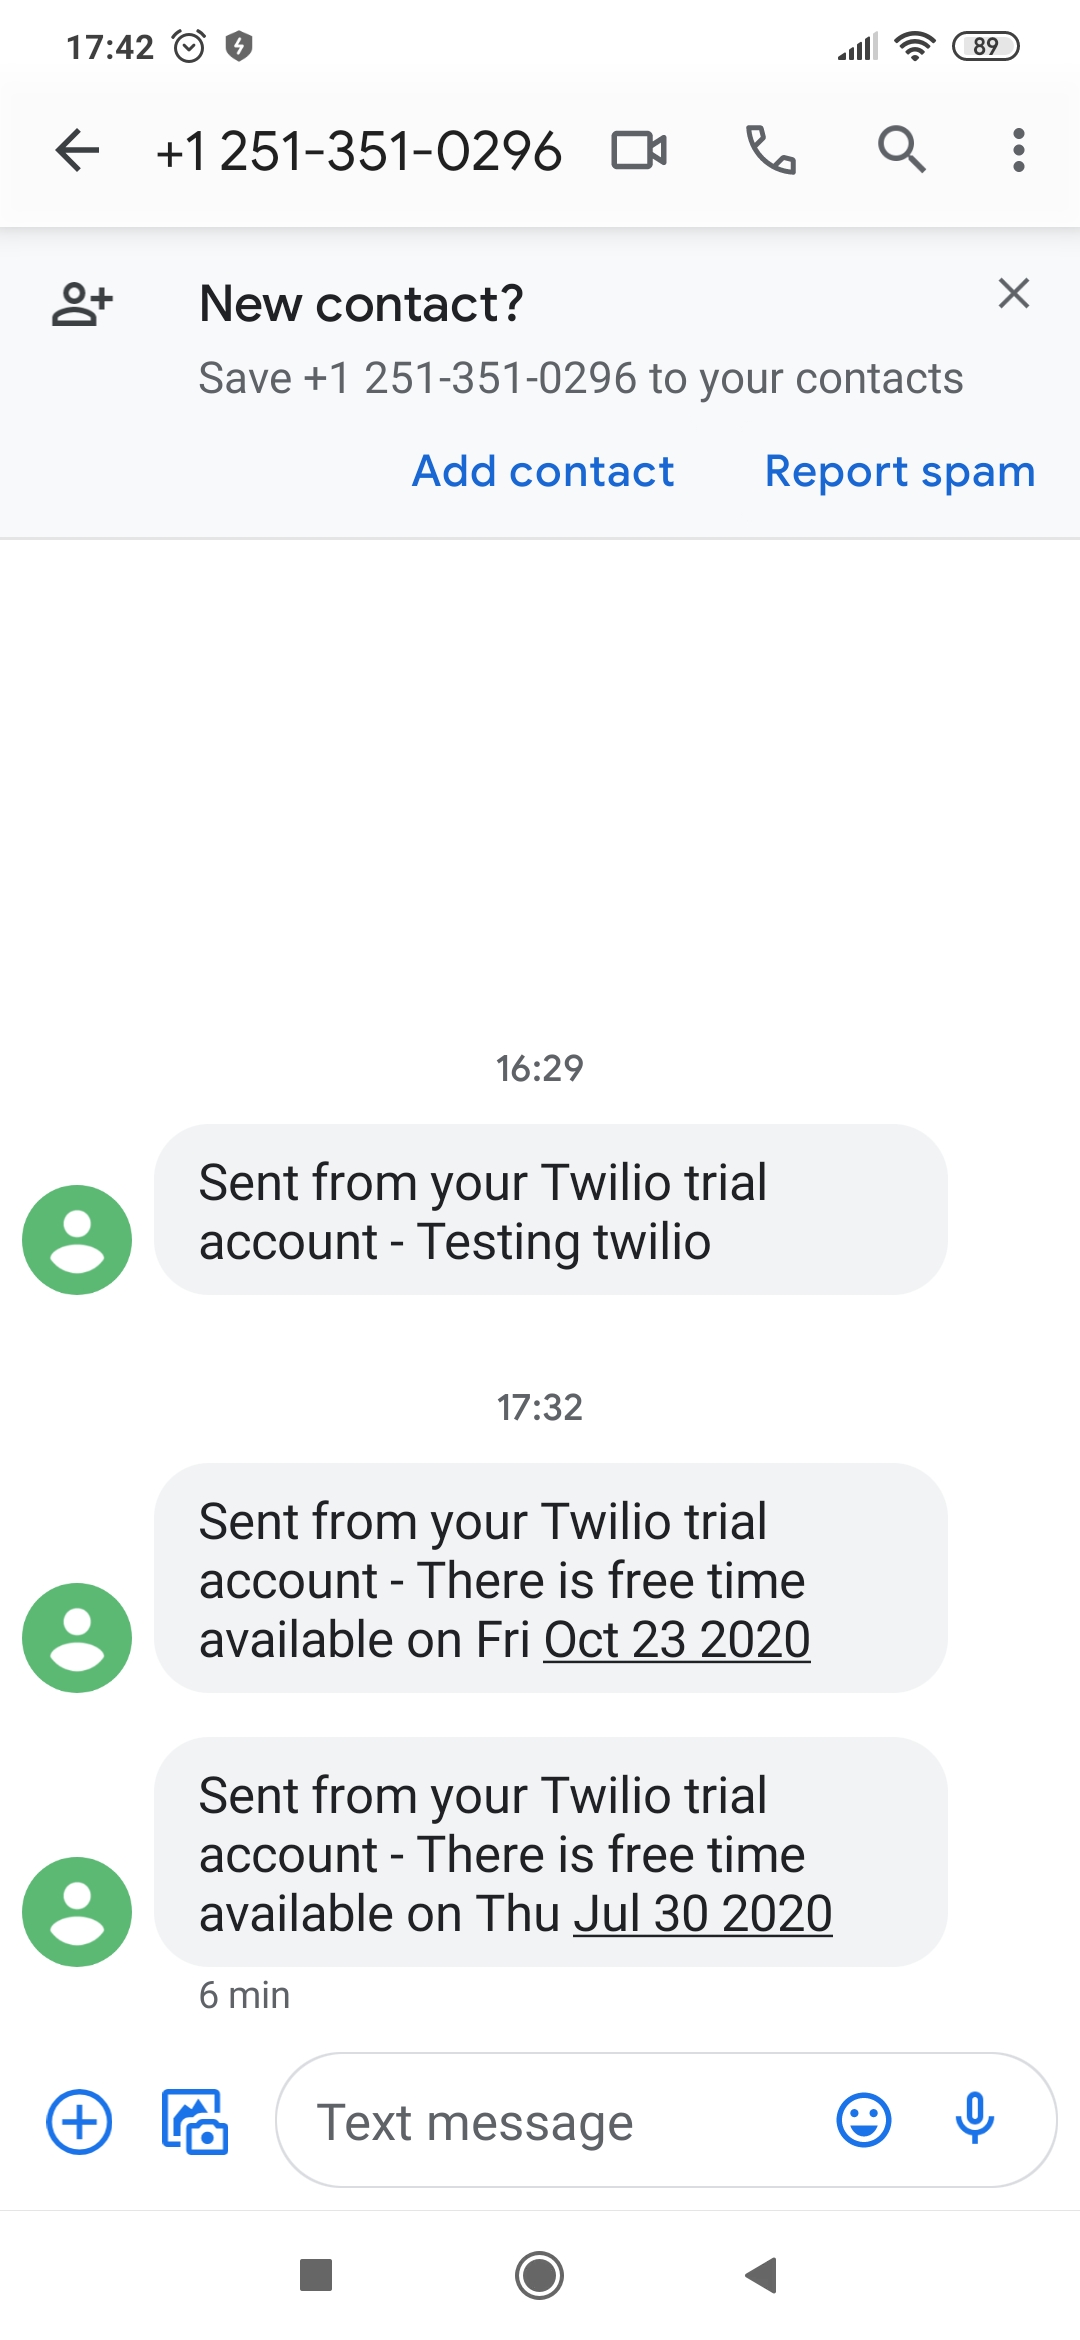 17:42
89
+1 251-351-0296
New contact?
Save +1 251-351-0296 to your contacts
Add contact Report spam
16:29
Sent from your Twilio trial
account - Testing twilio
17:32
Sent from your Twilio trial
account - There is free time
available on Fri Oct 23 2020
Sent from your Twilio trial
account - There is free time
available on Thu Jul 30 2020
6 min
Text message